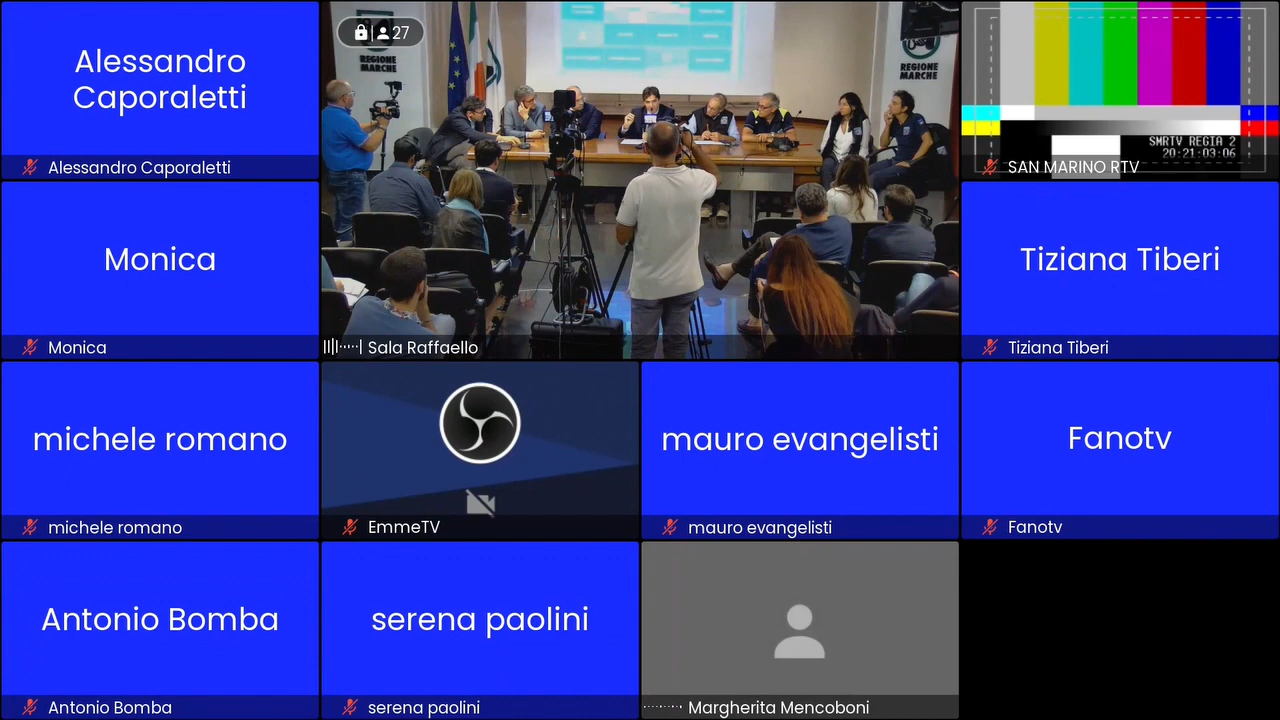 Alessandro
Caporaletti
Alessandro Caporaletti
27
REGIONE
MARCHE
REGIONE
MARCHE
Sala Raffaello
SMRTV REGIA 2
20:21:03:06
SAN MARINO RTV
Monica
Monica
Tiziana Tiberi
Tiziana Tiberi
michele romano
michele romano
EmmeTV
mauro evangelisti
mauro evangelisti
Fanotv
Fanotv
Antonio Bomba
Antonio Bomba
serena paolini
serena paolini
Margherita Mencoboni